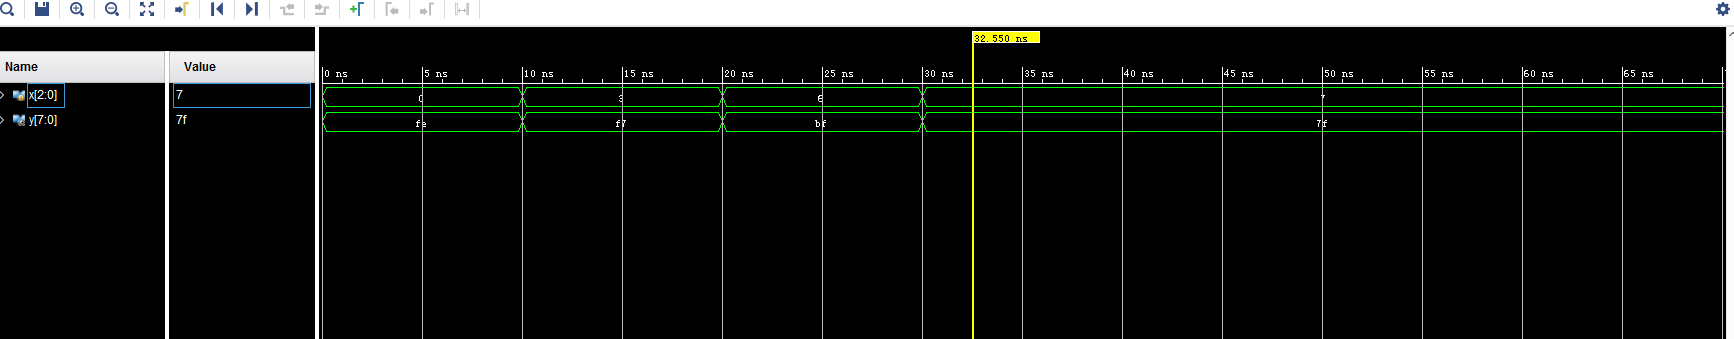 32.550 ns
Name Value
0 ns 5 ns 10 ns 15 ns 20 ns 25 ns 30 ns 35 ns 40 ns 45 ns 50 ns 55 ns 60 ns 65 ns
x[2:0] 7 0 3 6 7
y[7:0] 7f fe f7 bf 7f